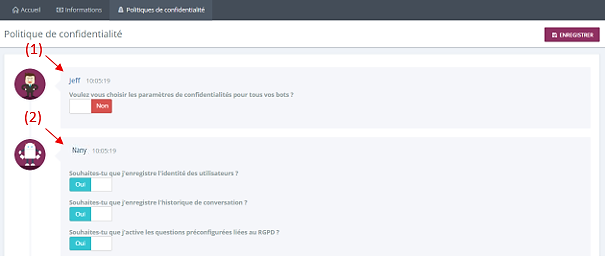 Accueil Informations Politiques de confidentialité
Politique de confidentialité
ENREGISTRER
(1)
Jeff 10:05:19
Voulez vous choisir les paramètres de confidentialités pour tous vos bots ?
Non
(2)
Nany 10:05:19
Souhaites-tu que j'enregistre l'identité des utilisateurs ?
Oui
Souhaites-tu que j'enregistre l'historique de conversation ?
Oui
Souhaites-tu que j'active les questions préconfigurées liées au RGPD ?
Oui